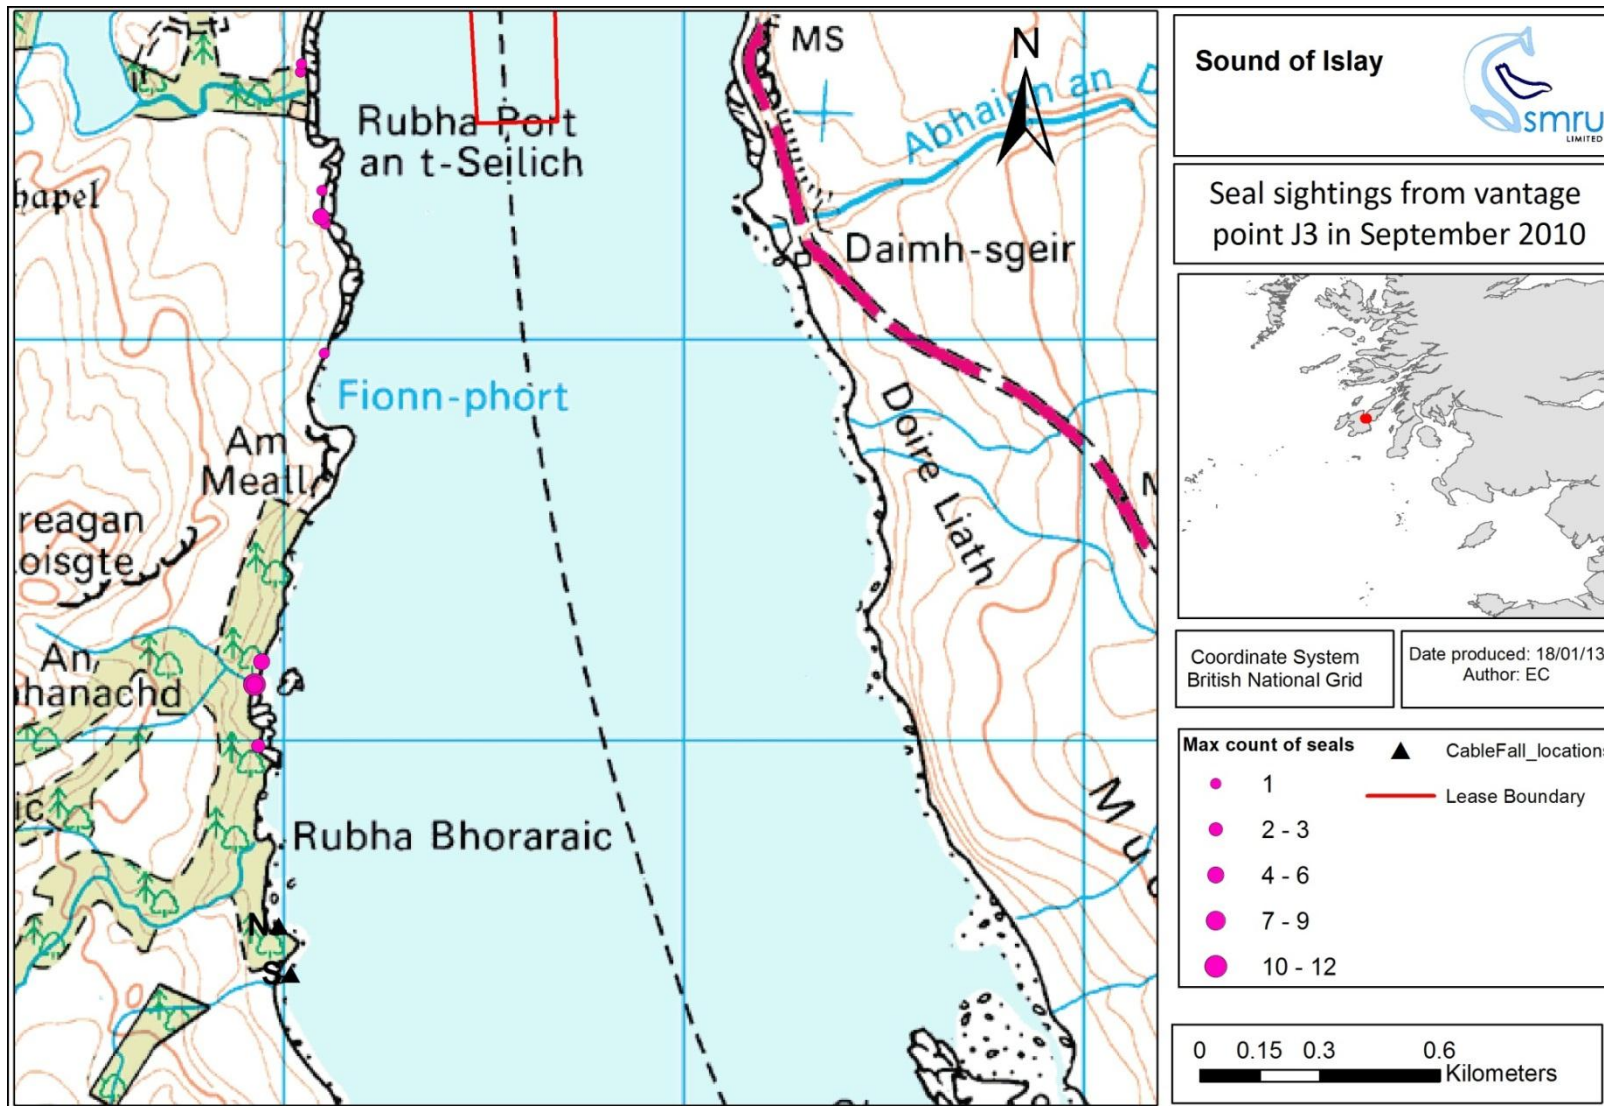 MS
N
Abhainn an D
Rubha Port
an t-Seilich
hapel
Daimh-sgeir
Fionn-phort
Am
Meall
Doire Liath
reagan
oisgte
An
hanachd
ic
Rubha Bhoraraic
N
S
M u c
M
Sound of Islay
smru
LIMITED
Seal sightings from vantage
point J3 in September 2010
Coordinate System
British National Grid
Date produced: 18/01/13
Author: EC
Max count of seals
1
2 - 3
4 - 6
7 - 9
10 - 12
CableFall_locations
Lease Boundary
0 0.15 0.3 0.6
Kilometers